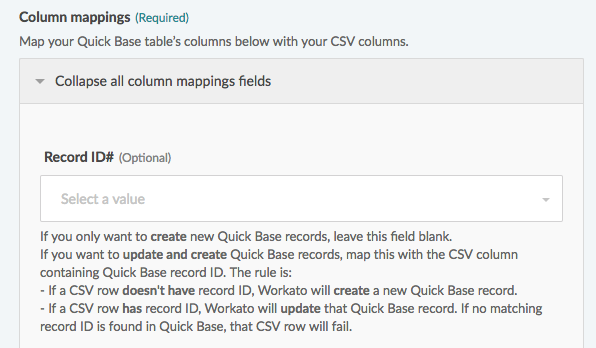 Column mappings (Required)
Map your Quick Base table's columns below with your CSV columns.
Collapse all column mappings fields
Record ID# (Optional)
Select a value
If you only want to create new Quick Base records, leave this field blank.
If you want to update and create Quick Base records, map this with the CSV column
containing Quick Base record ID. The rule is:
- If a CSV row doesn't have record ID, Workato will create a new Quick Base record.
- If a CSV row has record ID, Workato will update that Quick Base record. If no matching
record ID is found in Quick Base, that CSV row will fail.